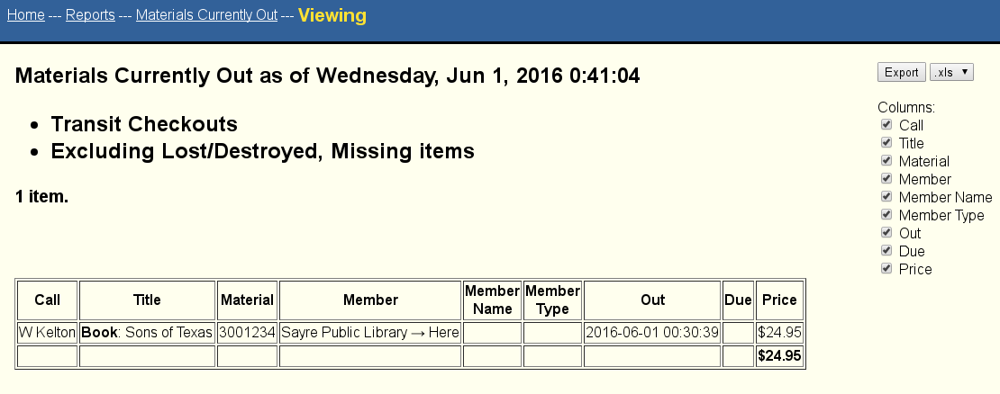 Home --- Reports --- Materials Currently Out --- Viewing
Materials Currently Out as of Wednesday, Jun 1, 2016 0:41:04
• Transit Checkouts
• Excluding Lost/Destroyed, Missing items
1 item.
Export .xls ▼
Columns:
Call
Title
Material
Member
Member Name
Member Type
Out
Due
Price
Call Title Material Member Member Name Member Type Out Due Price
W Kelton Book: Sons of Texas 3001234 Sayre Public Library → Here 2016-06-01 00:30:39 $24.95
$24.95